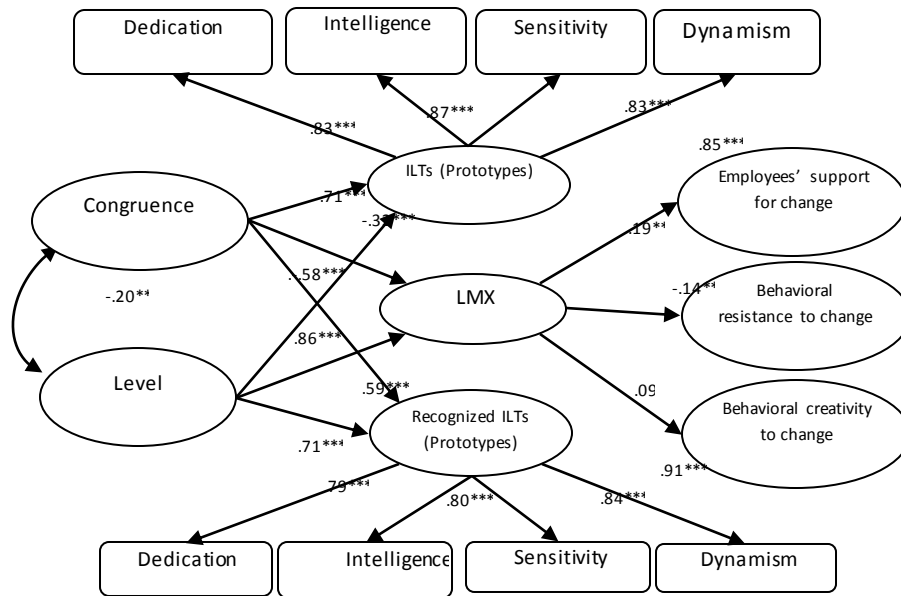 Dedication
Intelligence
Sensitivity
Dynamism
.83***
.87***
.83***
.85***
ILTs (Prototypes)
Employees’ support
for change
Congruence
.71***
.19**
-.20**
.58***
LMX
-.14**
Behavioral
resistance to change
.86***
Level
.59***
.09
Recognized ILTs
(Prototypes)
Behavioral creativity
to change
.71***
.91***
.79***
.80***
.84***
Dedication
Intelligence
Sensitivity
Dynamism